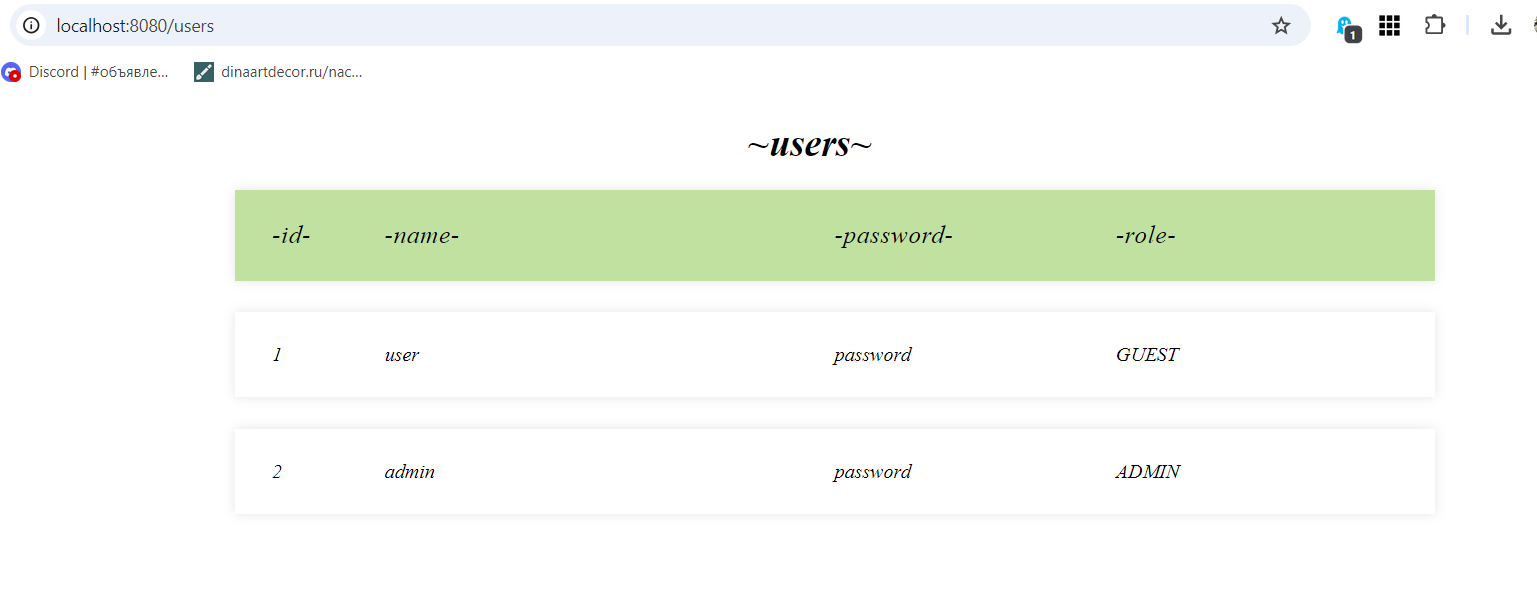 localhost:8080/users
1
Discord | #объявле...
dinaartdecor.ru/nac...
~users~
-id- -name- -password- -role-
1 user password GUEST
2 admin password ADMIN